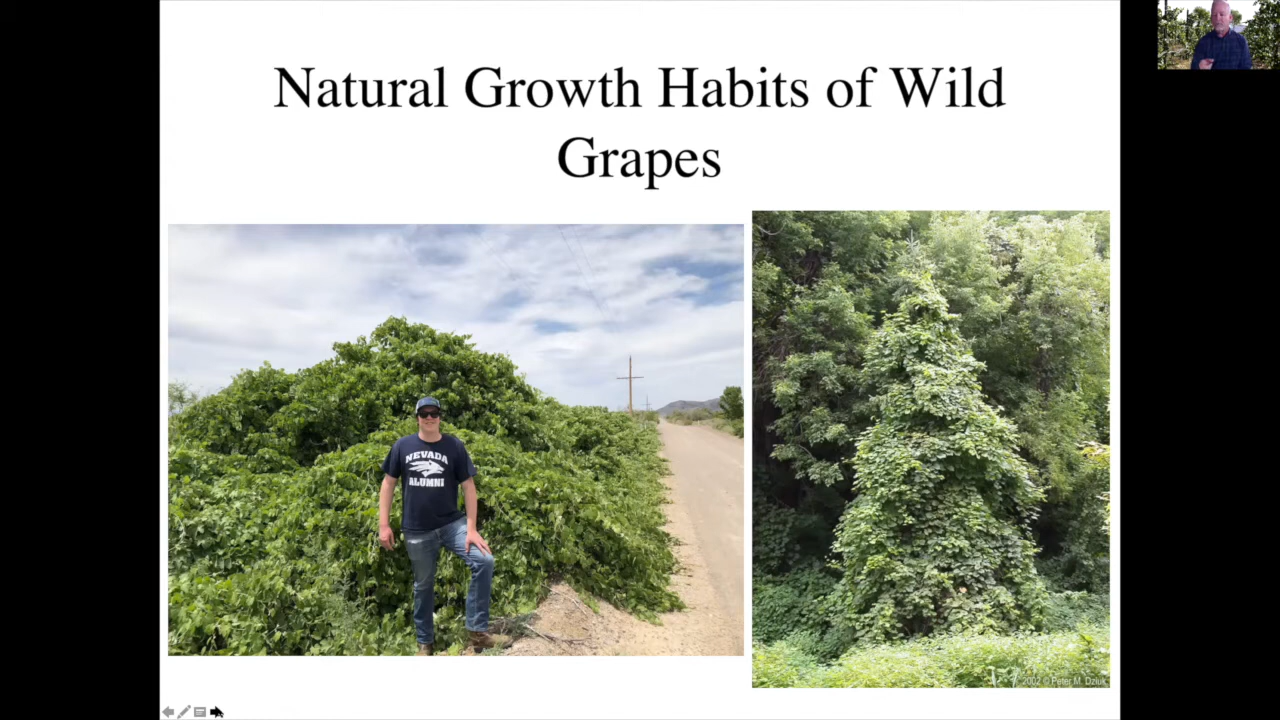 Natural Growth Habits of Wild
Grapes
NEVADA
ALUMNI
2002 © Peter M. Dziuk